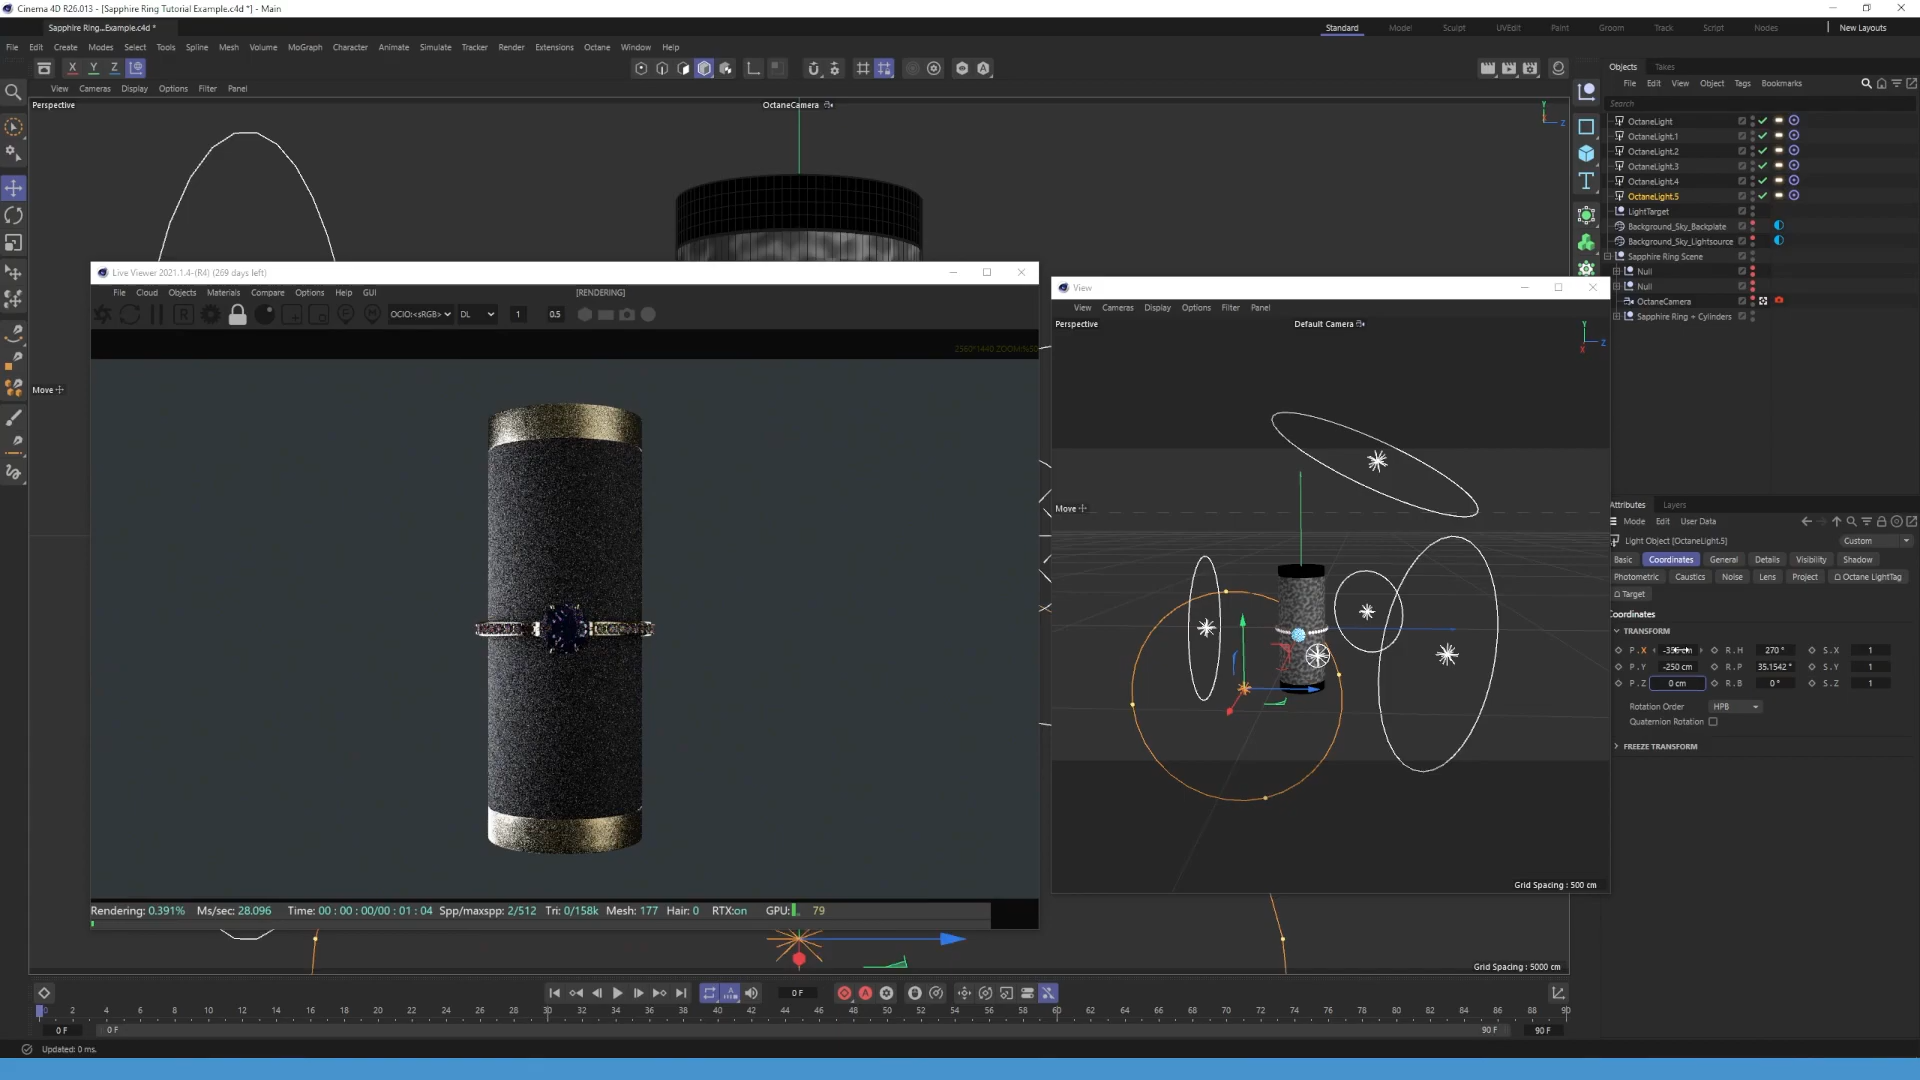 Cinema 4D R26.013 - [Sapphire Ring Tutorial Example.c4d *] - Main
Sapphire Ring...Example.c4d *
Standard Model Sculpt UVEdit Paint Groom Track Script Nodes New Layouts
File Edit Create Modes Select Tools Spline Mesh Volume MoGraph Character Animate Simulate Tracker Render Extensions Octane Window Help
X Y Z
View Cameras Display Options Filter Panel
Perspective
OctaneCamera
Y
Z
Move
Live Viewer 2021.1.4-(R4) (269 days left)
File Cloud Objects Materials Compare Options Help GUI
[RENDERING]
OCIO:<sRGB> DL 1 0.5
Rendering: 0.391% Ms/sec: 28.096 Time: 00 : 00 : 00/00 : 01 : 04 Spp/maxspp: 2/512 Tri: 0/158k Mesh: 177 Hair: 0 RTX:on GPU: 79
View
View Cameras Display Options Filter Panel
Perspective
Default Camera
Y
Z
X
Move
Grid Spacing : 500 cm
Grid Spacing : 5000 cm
Objects Takes
File Edit View Object Tags Bookmarks
Search
OctaneLight
OctaneLight.1
OctaneLight.2
OctaneLight.3
OctaneLight.4
OctaneLight.5
LightTarget
Background_Sky_Backplate
Background_Sky_Lightsource
Sapphire Ring Scene
Null
Null
OctaneCamera
Sapphire Ring + Cylinders
Attributes Layers
Mode Edit User Data
Light Object [OctaneLight.5]
Custom
Basic Coordinates General Details Visibility Shadow
Photometric Caustics Noise Lens Project Octane LightTag
Target
Coordinates
TRANSFORM
P.X R.H 270 ° S.X 1
P.Y -250 cm R.P 35.1542 ° S.Y 1
P.Z 0 cm R.B 0 ° S.Z 1
Rotation Order HPB
Quaternion Rotation
FREEZE TRANSFORM
0 F
0 2 4 6 8 10 12 14 16 18 20 22 24 26 28 30 32 34 36 38 40 42 44 46 48 50 52 54 56 58 60 62 64 66 68 70 72 74 76 78 80 82 84 86 88 90
0 F 0 F 90 F 90 F
Updated: 0 ms.